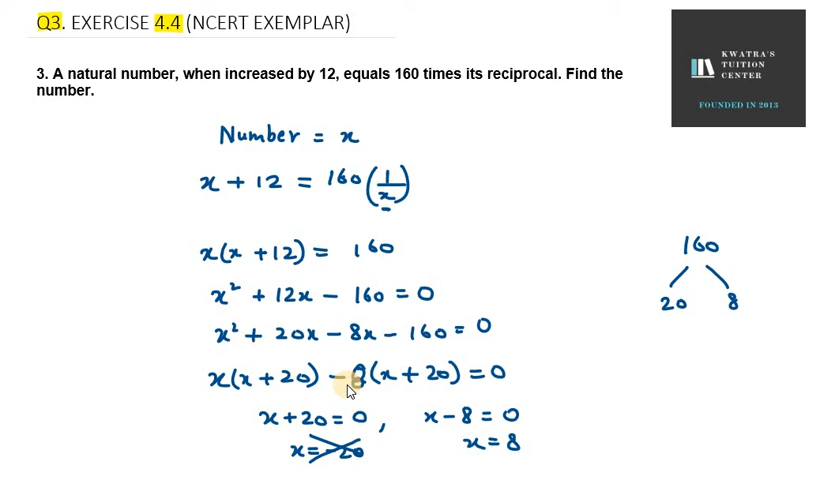 Q3. EXERCISE 4.4 (NCERT EXEMPLAR)
KWATRA'S
TUITION
CENTER
FOUNDED IN 2013
3. A natural number, when increased by 12, equals 160 times its reciprocal. Find the
number.
Number = x
x + 12 = 160 (1/x)
x(x + 12) = 160
x² + 12x - 160 = 0
x² + 20x - 8x - 160 = 0
x(x + 20) - 8(x + 20) = 0
x + 20 = 0, x - 8 = 0
x = -20 x = 8
160
20 8